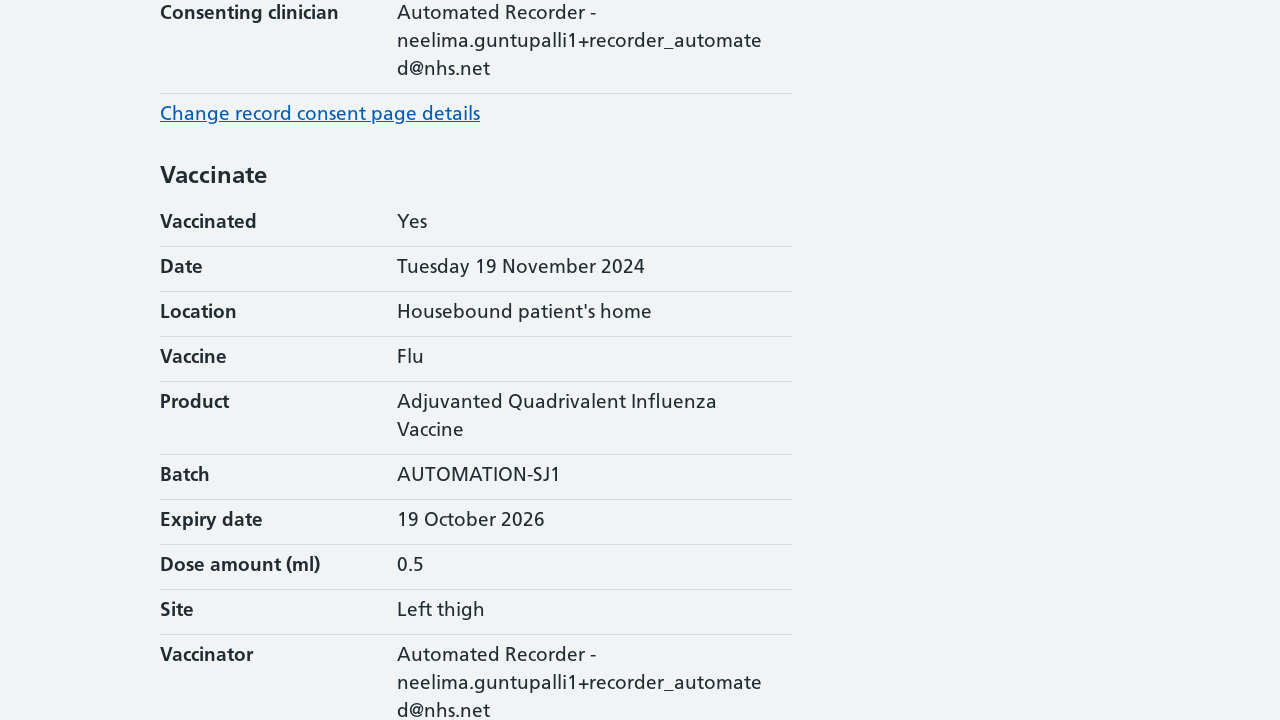 Consenting clinician Automated Recorder -
neelima.guntupalli1+recorder_automate
d@nhs.net
Change record consent page details
Vaccinate
Vaccinated Yes
Date Tuesday 19 November 2024
Location Housebound patient's home
Vaccine Flu
Product Adjuvanted Quadrivalent Influenza
Vaccine
Batch AUTOMATION-SJ1
Expiry date 19 October 2026
Dose amount (ml) 0.5
Site Left thigh
Vaccinator Automated Recorder -
neelima.guntupalli1+recorder_automate
d@nhs.net